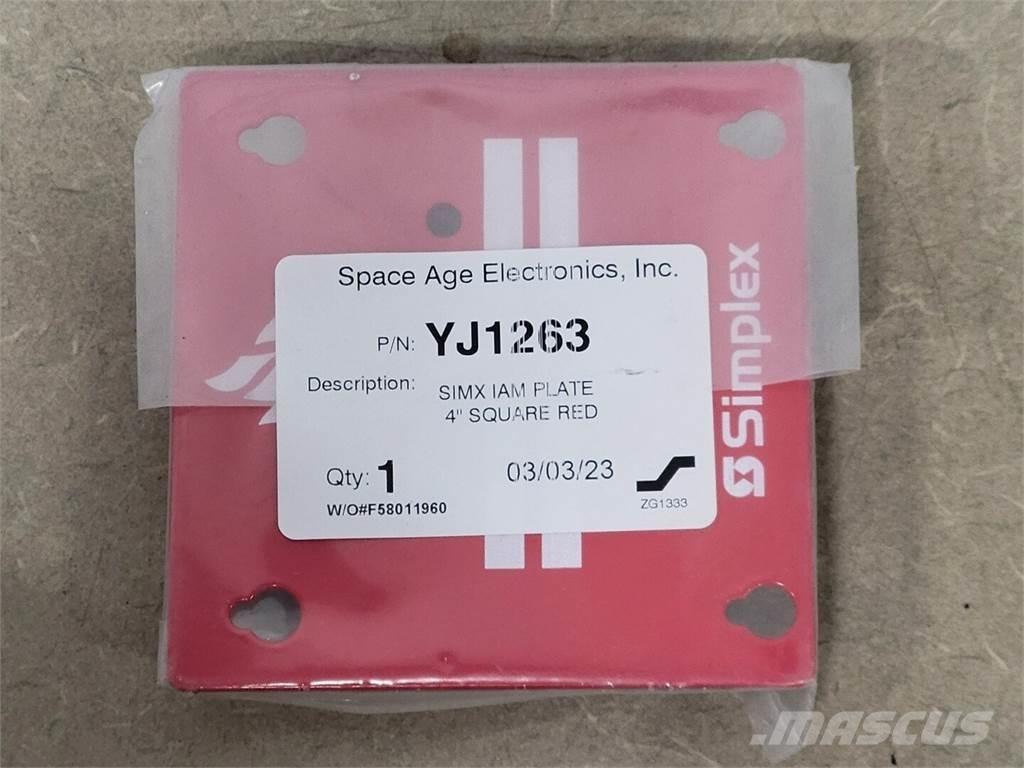 Space Age Electronics, Inc.
P/N: YJ1263
Description: SIMX IAM PLATE
4" SQUARE RED
Qty: 1 03/03/23
W/O#F58011960
ZG1333
Simplex
MASCUS